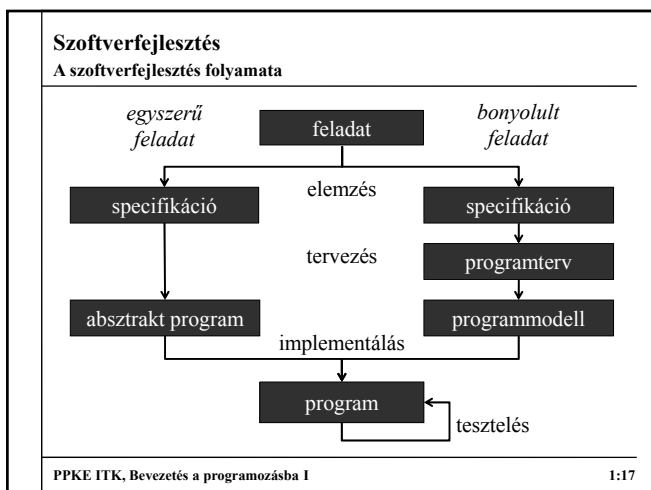 Szoftverfejlesztés
A szoftverfejlesztés folyamata
egyszerű
feladat
feladat
bonyolult
feladat
elemzés
specifikáció
specifikáció
tervezés
programterv
absztrakt program
programmodell
implementálás
program
tesztelés
PPKE ITK, Bevezetés a programozásba I
1:17